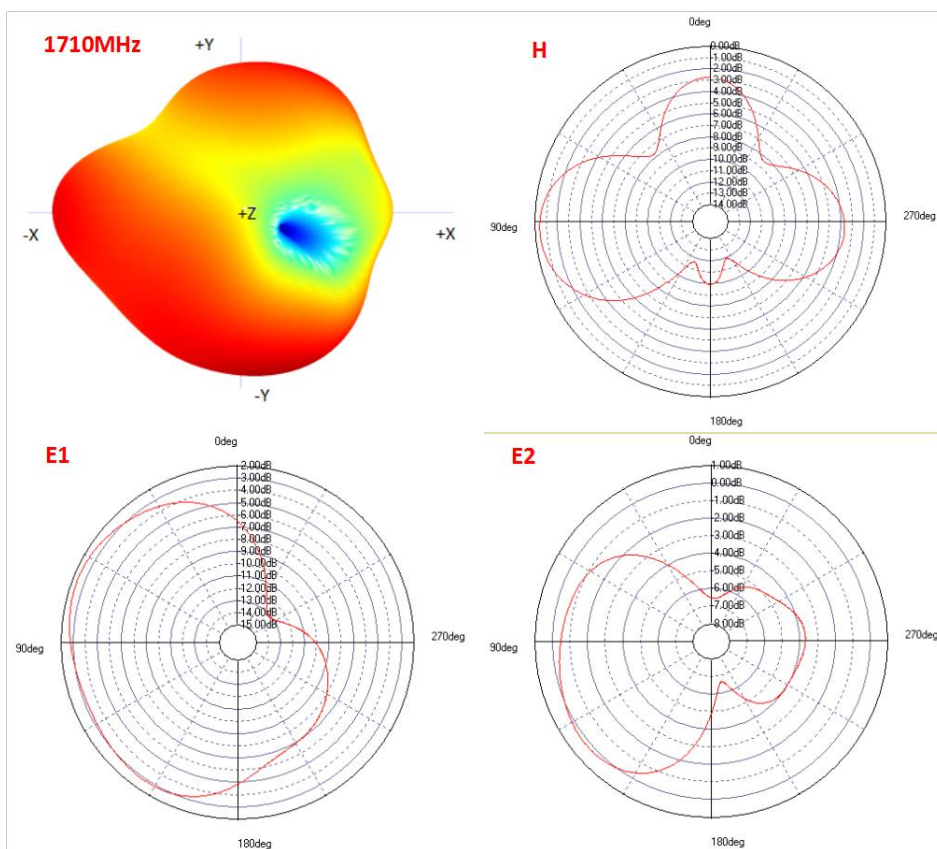 1710MHz
+Y
-X
+Z
+X
-Y
H
0deg
0.00dB
1.00dB
2.00dB
3.00dB
4.00dB
5.00dB
6.00dB
7.00dB
8.00dB
9.00dB
10.00dB
11.00dB
12.00dB
13.00dB
14.00dB
90deg
270deg
180deg
E1
0deg
2.00dB
3.00dB
4.00dB
5.00dB
6.00dB
7.00dB
8.00dB
9.00dB
10.00dB
11.00dB
12.00dB
13.00dB
14.00dB
15.00dB
90deg
270deg
180deg
E2
0deg
1.00dB
0.00dB
1.00dB
2.00dB
3.00dB
4.00dB
5.00dB
6.00dB
7.00dB
8.00dB
90deg
270deg
180deg